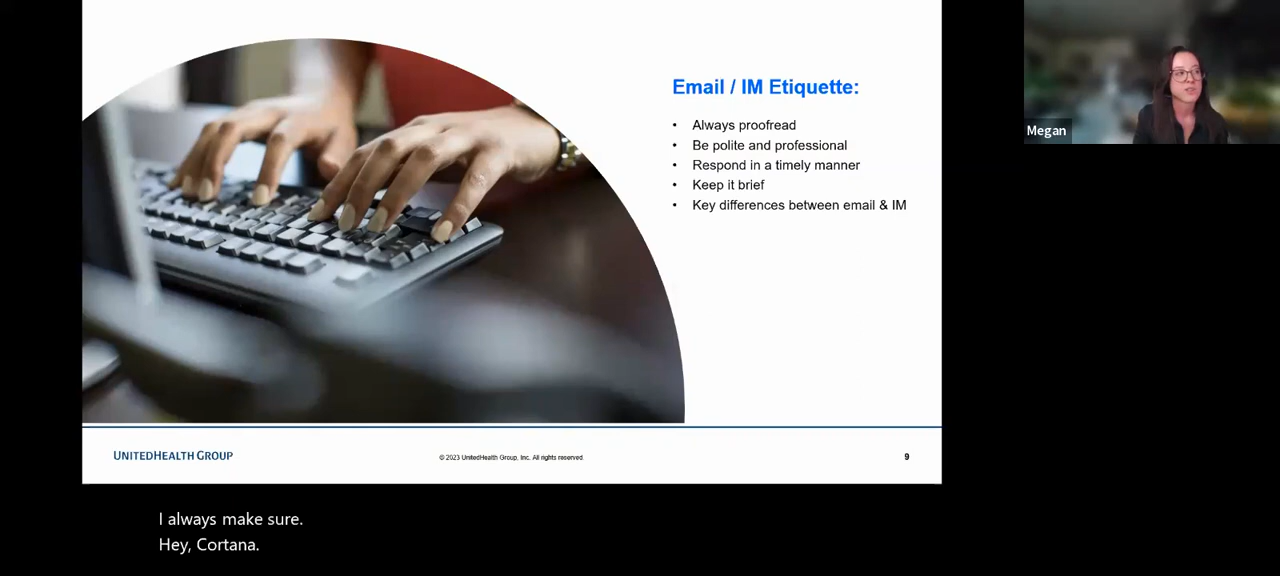 Email / IM Etiquette:
• Always proofread
• Be polite and professional
• Respond in a timely manner
• Keep it brief
• Key differences between email & IM
Megan
UNITEDHEALTH GROUP
© 2023 UnitedHealth Group, Inc. All rights reserved.
9
I always make sure.
Hey, Cortana.